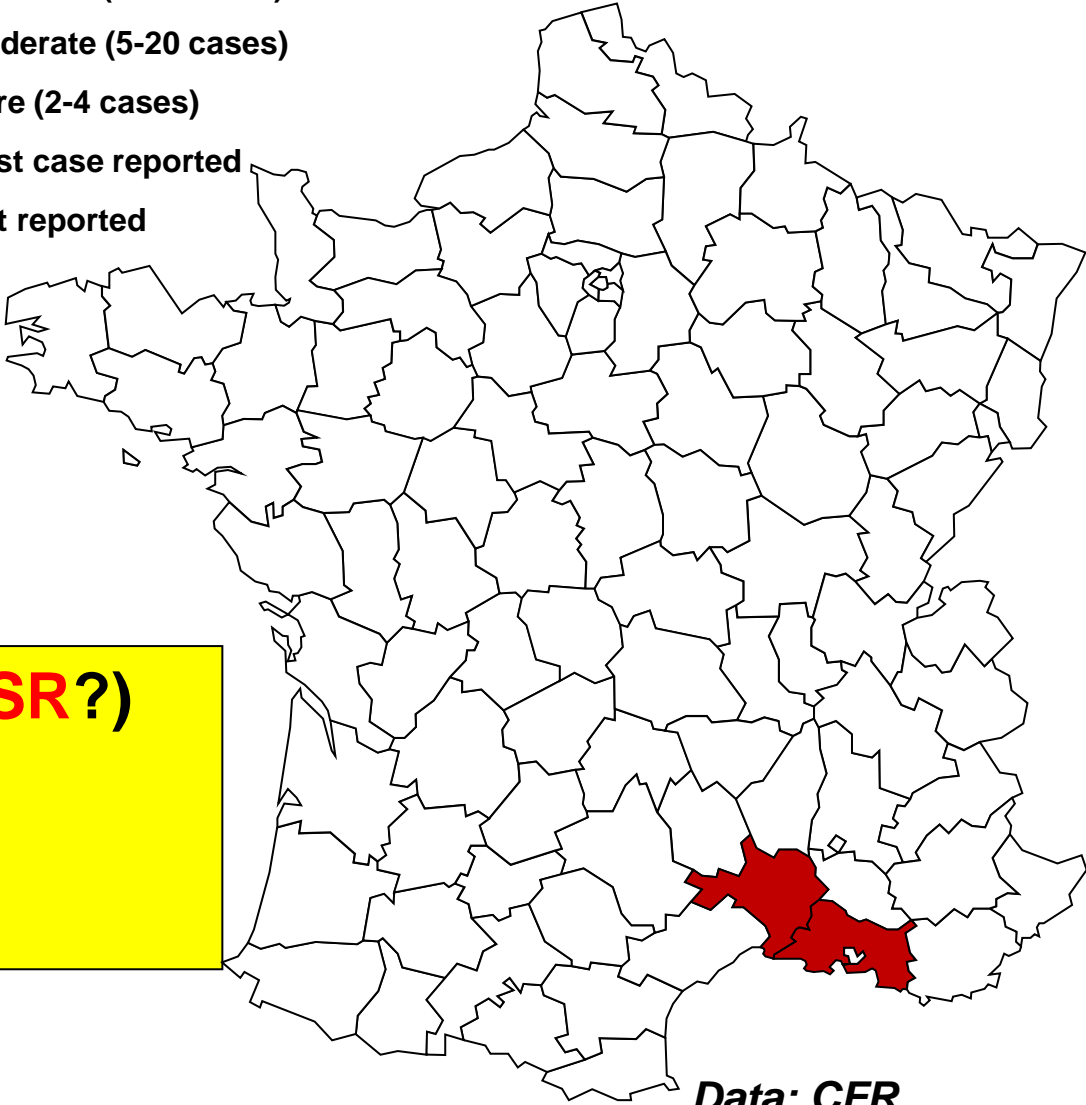 derate (5-20 cases)
re (2-4 cases)
st case reported
t reported
SR?)
Data: CFR